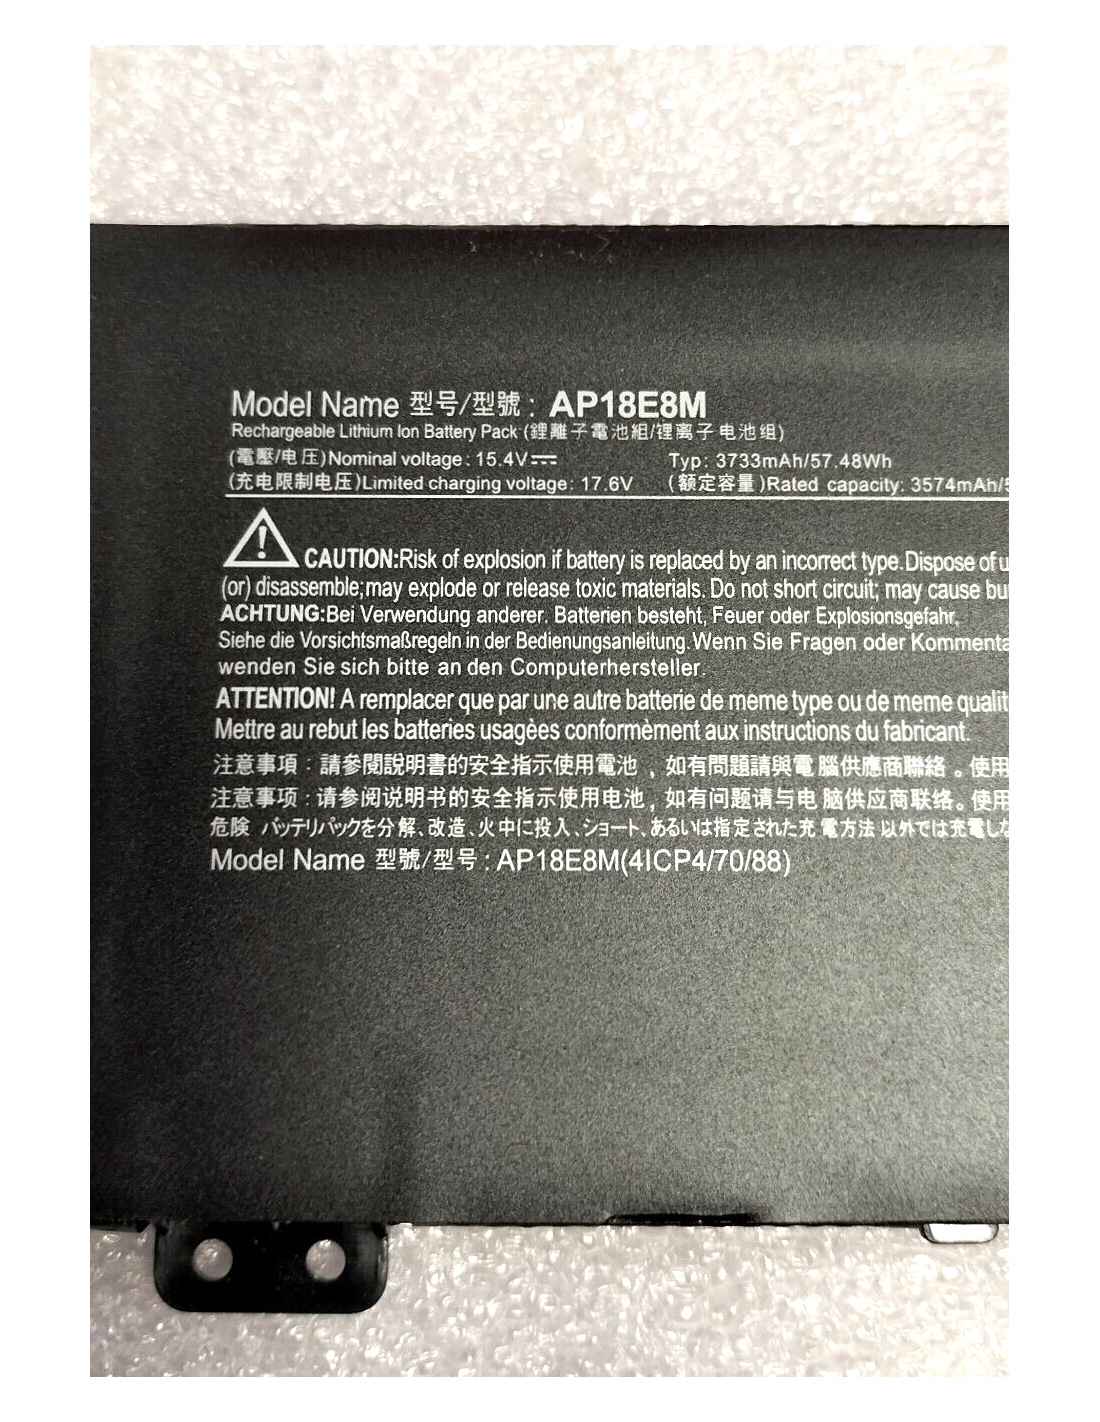 Model Name 型号/型號 : AP18E8M
Rechargeable Lithium Ion Battery Pack (鋰離子電池組/锂离子电池组)
(電壓/电压)Nominal voltage: 15.4V⎓ Typ: 3733mAh/57.48Wh
(充电限制电压)Limited charging voltage: 17.6V (额定容量)Rated capacity: 3574mAh/5
CAUTION:Risk of explosion if battery is replaced by an incorrect type.Dispose of u
(or) disassemble;may explode or release toxic materials. Do not short circuit; may cause bu
ACHTUNG:Bei Verwendung anderer. Batterien besteht, Feuer oder Explosionsgefahr,
Siehe die Vorsichtsmaßregeln in der Bedienungsanleitung.Wenn Sie Fragen oder Kommenta
wenden Sie sich bitte an den Computerhersteller.
ATTENTION! A remplacer que par une autre batterie de meme type ou de meme qualit
Mettre au rebut les batteries usagèes conformèment aux instructions du fabricant.
注意事項 : 請參閱說明書的安全指示使用電池 , 如有問題請與電腦供應商聯絡 。使用
注意事项 : 请参阅说明书的安全指示使用电池 , 如有问题请与电脑供应商联络。使用
危険 バッテリパックを分解、改造、火中に投入、ショート、あるいは指定された充電方法以外では充電しな
Model Name 型號/型号 : AP18E8M(4ICP4/70/88)